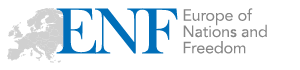 ENF
Europe of
Nations and
Freedom